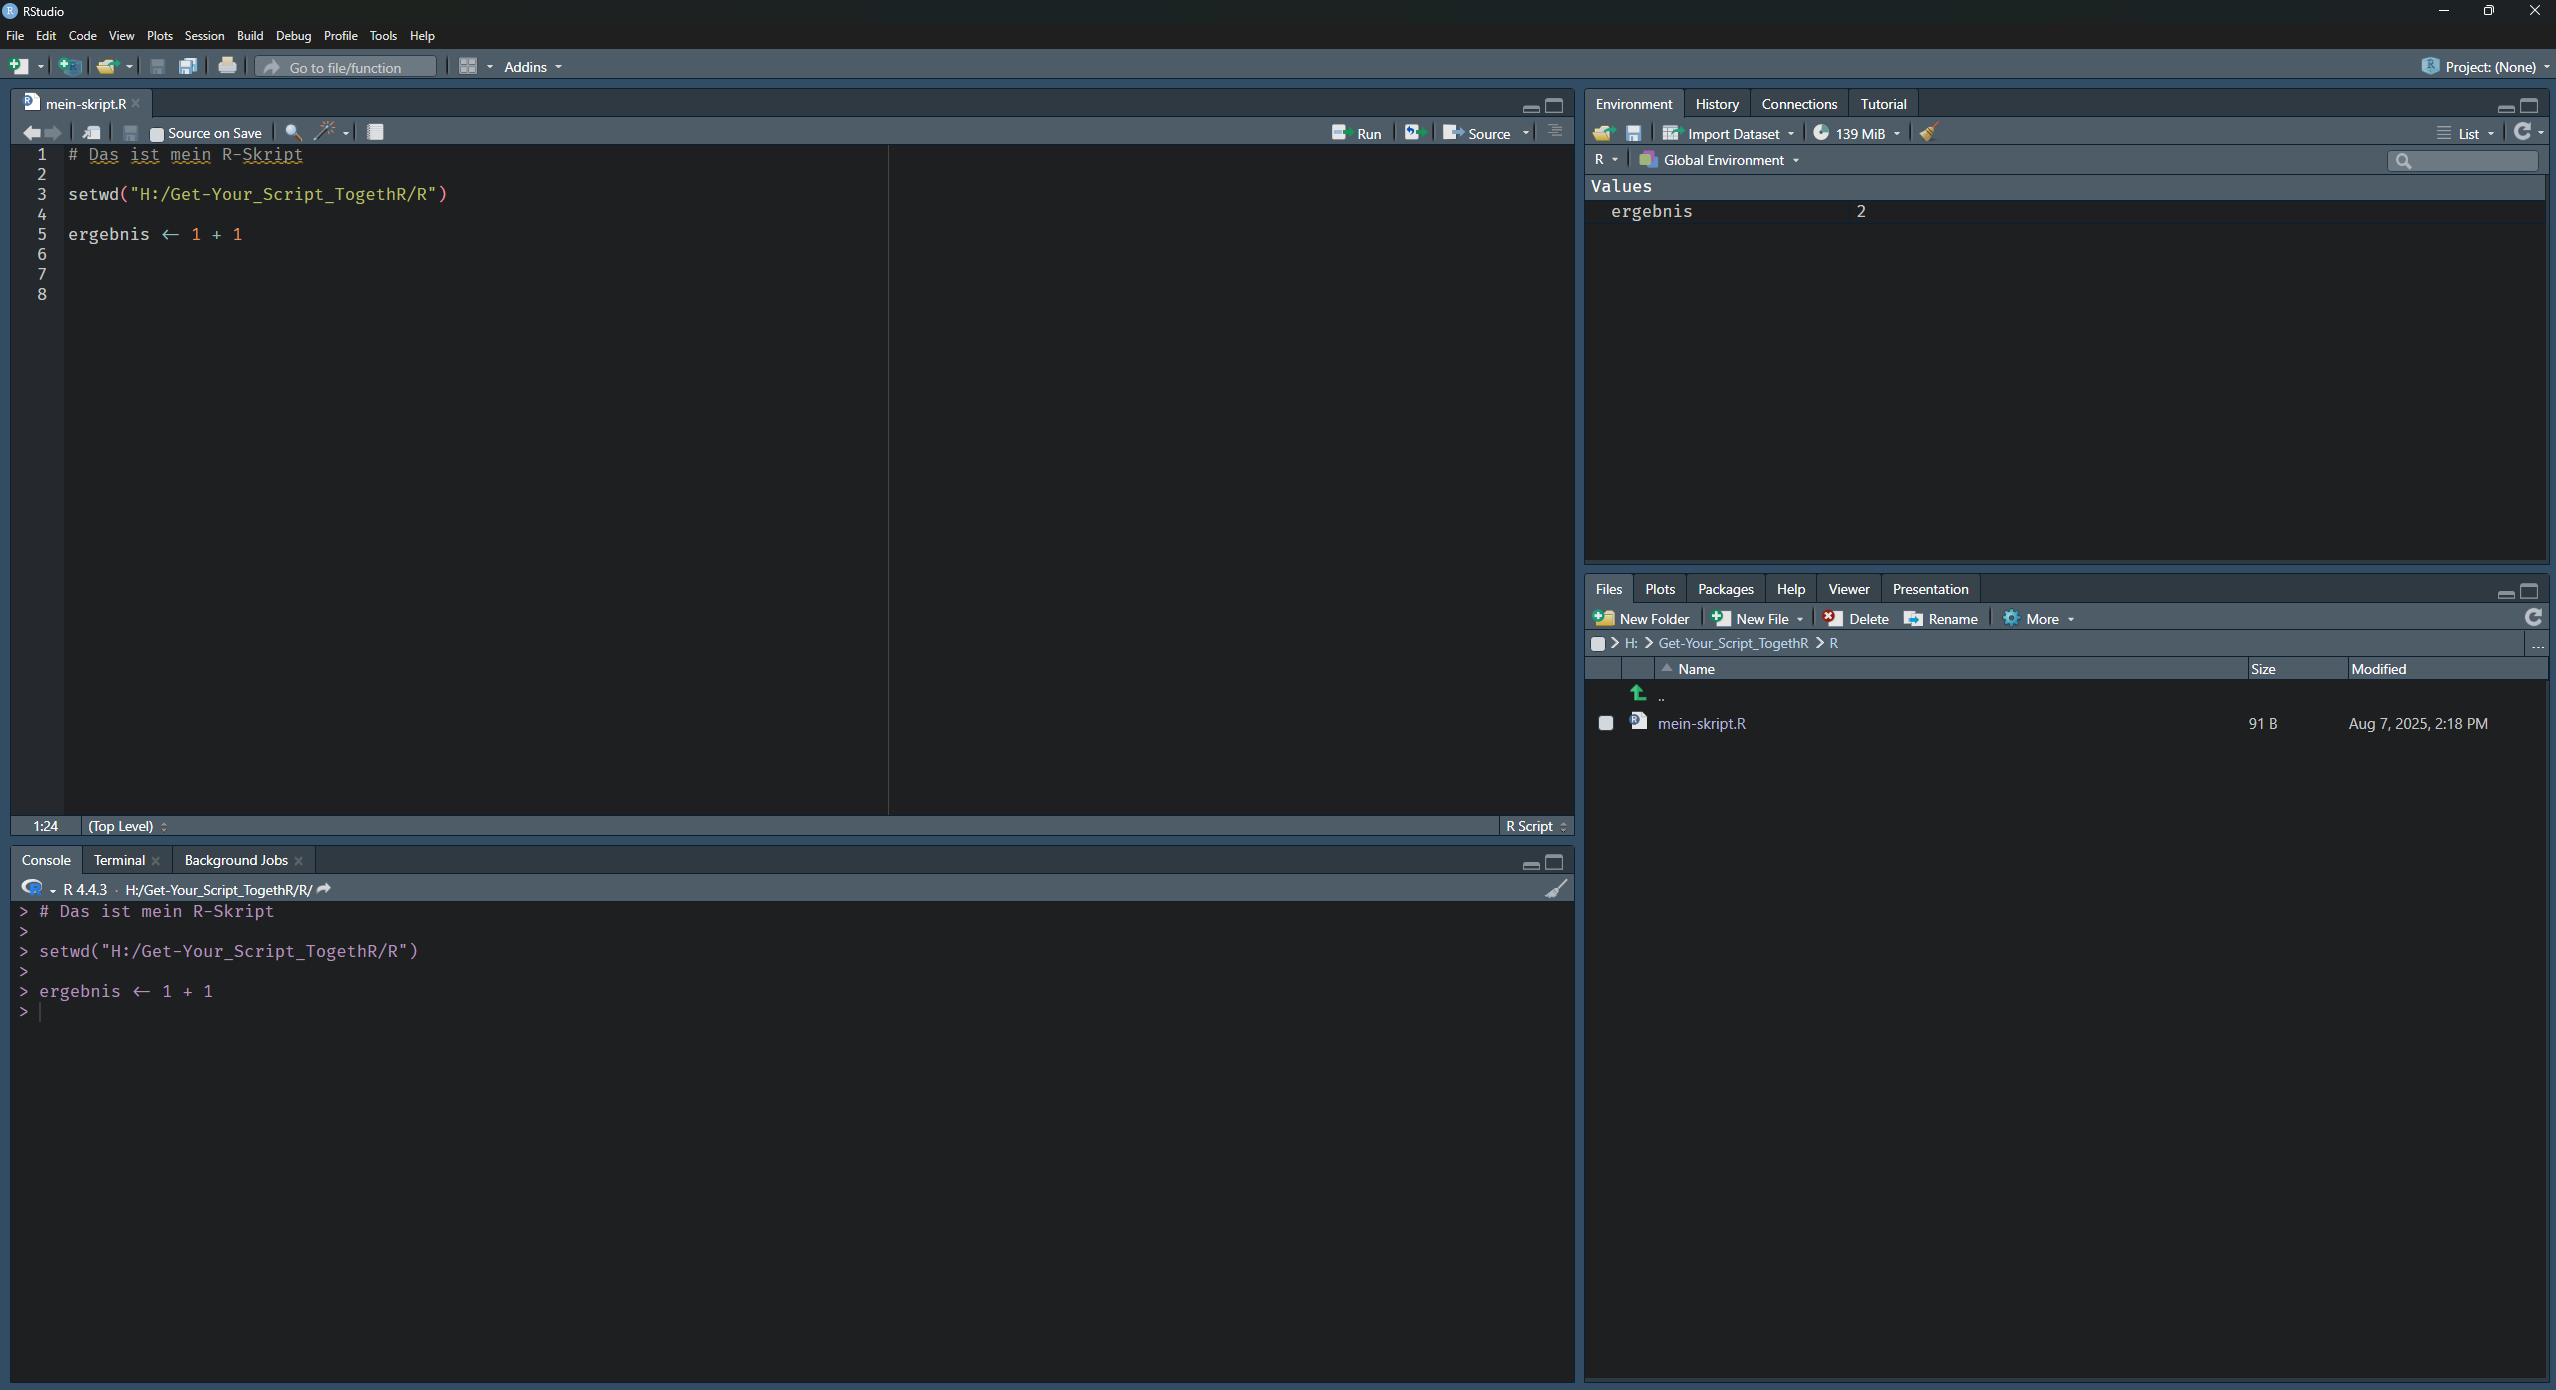 RStudio
File Edit Code View Plots Session Build Debug Profile Tools Help
Go to file/function Addins Project: (None)
mein-skript.R
Source on Save Run Source
1 # Das ist mein R-Skript
2
3 setwd("H:/Get-Your_Script_TogethR/R")
4
5 ergebnis <- 1 + 1
6
7
8
1:24 (Top Level) R Script
Console Terminal Background Jobs
R 4.4.3 · H:/Get-Your_Script_TogethR/R/
> # Das ist mein R-Skript
>
> setwd("H:/Get-Your_Script_TogethR/R")
>
> ergebnis <- 1 + 1
>
Environment History Connections Tutorial
Import Dataset 139 MiB List
R Global Environment
Values
ergebnis 2
Files Plots Packages Help Viewer Presentation
New Folder New File Delete Rename More
H: Get-Your_Script_TogethR R ...
Name Size Modified
..
mein-skript.R 91 B Aug 7, 2025, 2:18 PM